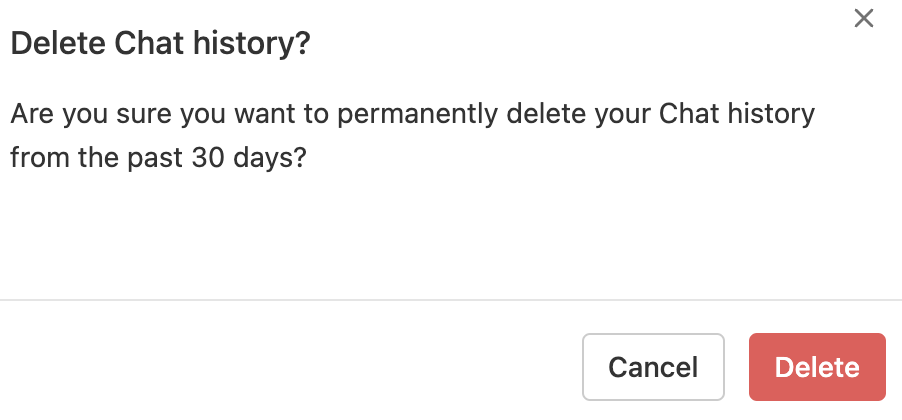 Delete Chat history?
Are you sure you want to permanently delete your Chat history
from the past 30 days?
Cancel
Delete